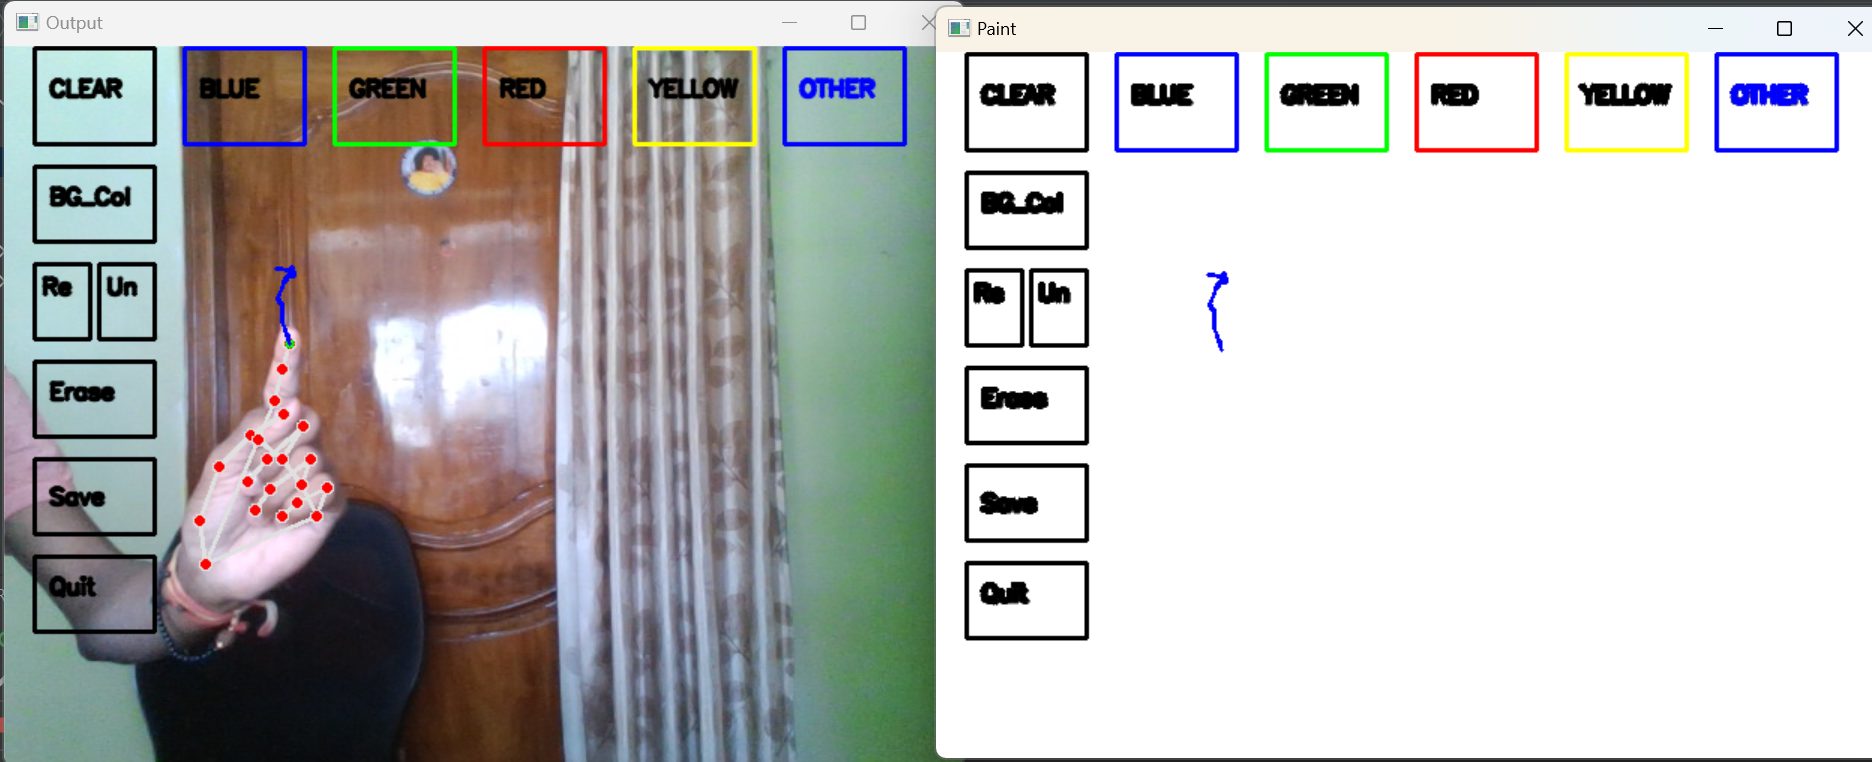 Output
CLEAR BLUE GREEN RED YELLOW OTHER
BG_Col
Re Un
Erase
Save
Quit
Paint
CLEAR BLUE GREEN RED YELLOW OTHER
BG_Col
Re Un
Erase
Save
Quit